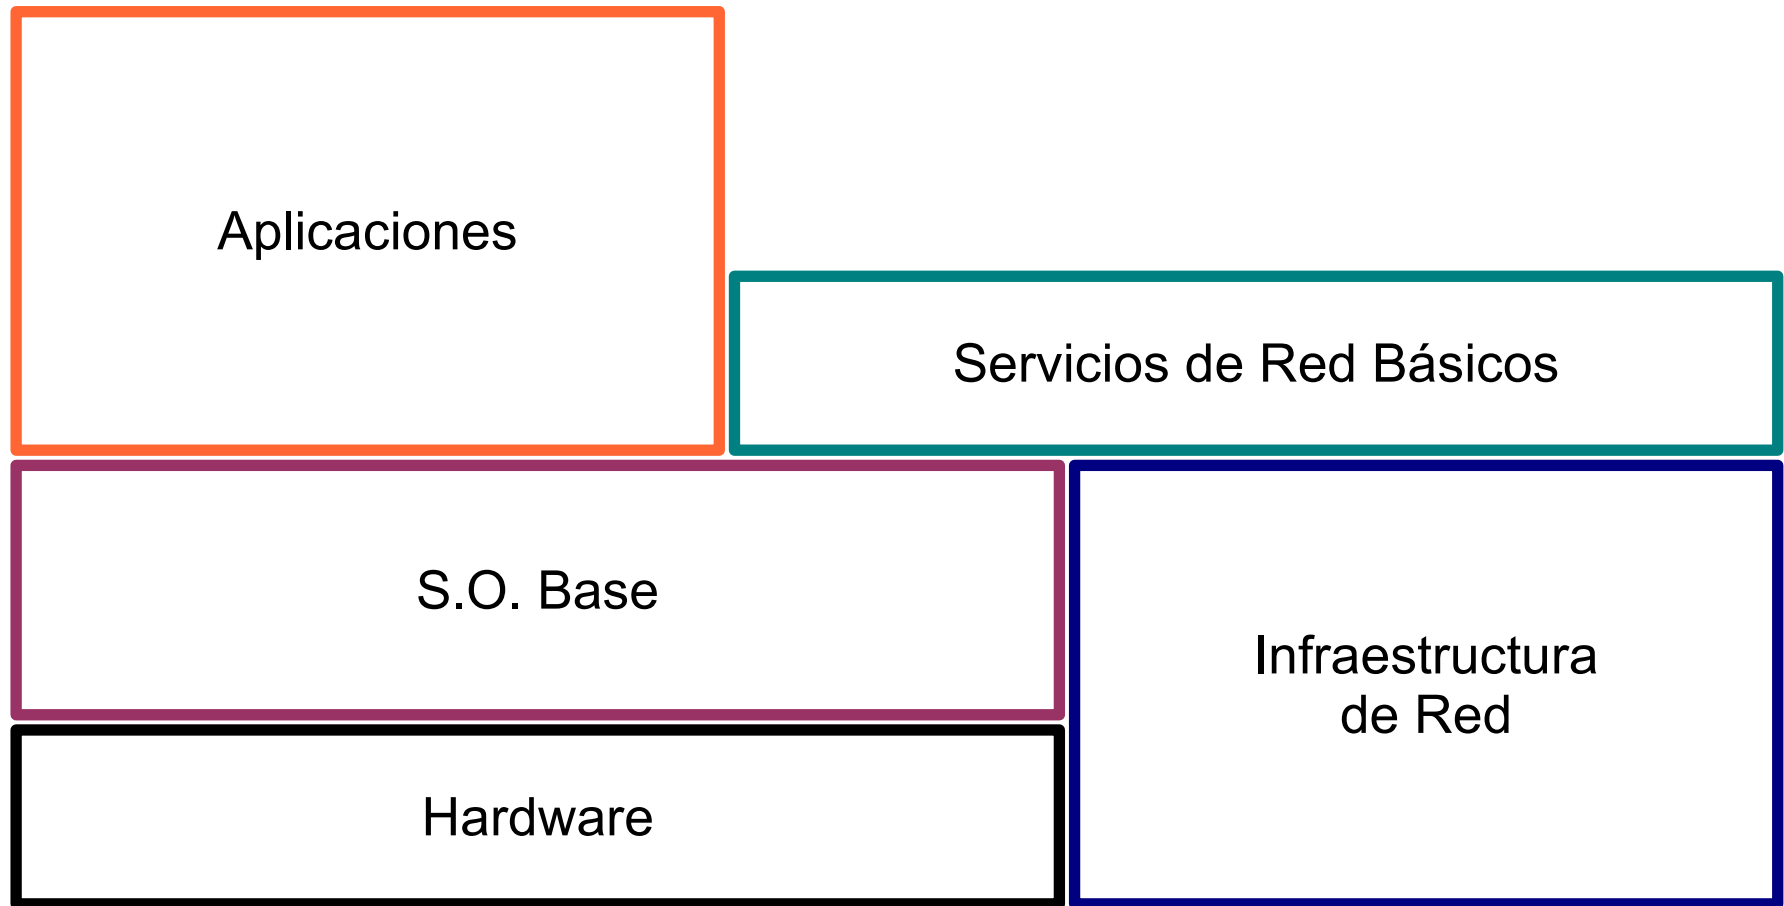 Aplicaciones
Servicios de Red Básicos
S.O. Base
Infraestructura
de Red
Hardware